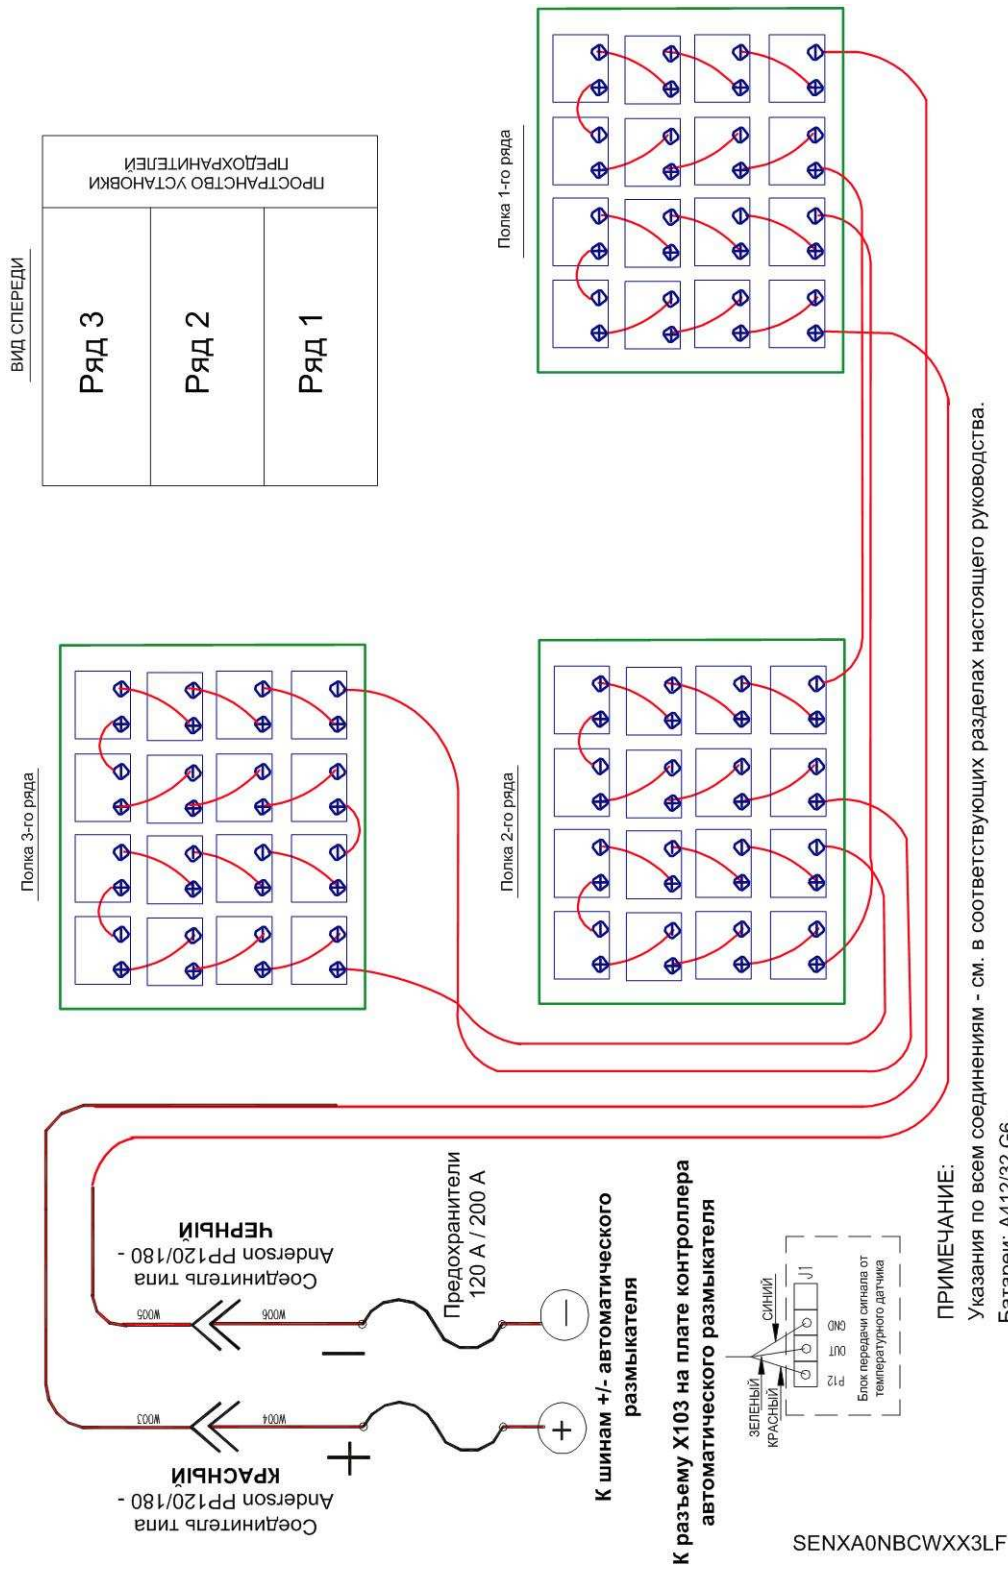 ВИД СПЕРЕДИ
ПРОСТРАНСТВО УСТАНОВКИ
ПРЕДОХРАНИТЕЛЕЙ
Ряд 3
Ряд 2
Ряд 1
Полка 3-го ряда
Полка 2-го ряда
Полка 1-го ряда
Соединитель типа
Anderson PP120/180 -
КРАСНЫЙ
Соединитель типа
Anderson PP120/180 -
ЧЕРНЫЙ
W003
W004
W005
W006
+
−
Предохранители
120 А / 200 А
+
−
К шинам +/- автоматического
размыкателя
К разъему X103 на плате контроллера
автоматического размыкателя
ЗЕЛЕНЫЙ
КРАСНЫЙ
СИНИЙ
P12
OUT
GND
J1
Блок передачи сигнала от
температурного датчика
ПРИМЕЧАНИЕ:
Указания по всем соединениям - см. в соответствующих разделах настоящего руководства.
Батареи: A412/32 G6
SENXA0NBCWXX3LF